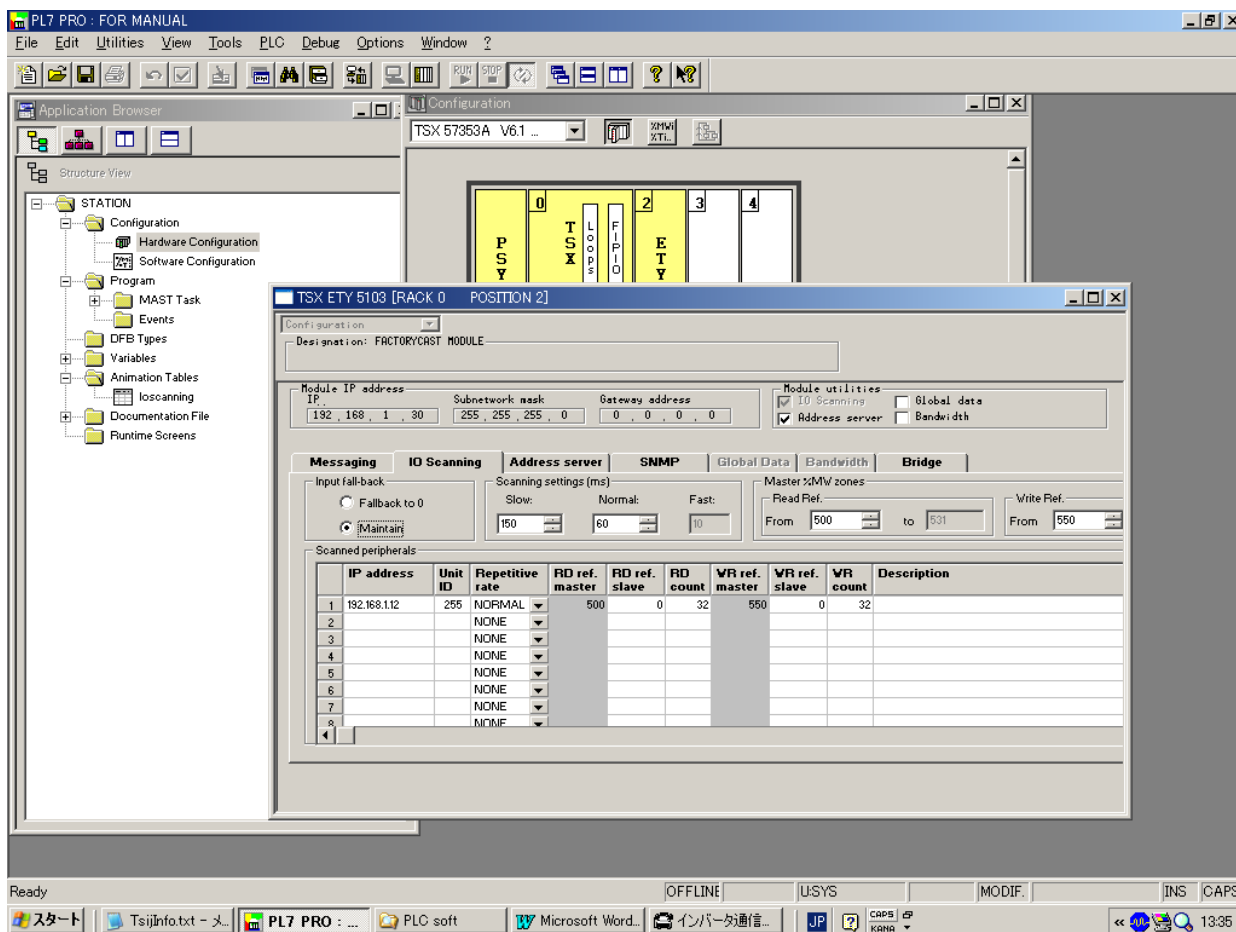 PL7 PRO : FOR MANUAL
File Edit Utilities View Tools PLC Debug Options Window ?
RUN STOP
Application Browser
Configuration
TSX 57353A V6.1 ...
%MWi
%Ti..
Structure View
STATION
Configuration
Hardware Configuration
Software Configuration
Program
MAST Task
Events
DFB Types
Variables
Animation Tables
Ioscanning
Documentation File
Runtime Screens
0 2 3 4
PSY
TSX
Loops
FIPIO
ETY
TSX ETY 5103 [RACK 0 POSITION 2]
Configuration
Designation: FACTORYCAST MODULE
Module IP address
IP Subnetwork mask Gateway address
192 . 168 . 1 . 30 255 . 255 . 255 . 0 0 . 0 . 0 . 0
Module utilities
IO Scanning Global data
Address server Bandwidth
Messaging IO Scanning Address server SNMP Global Data Bandwidth Bridge
Input fall-back
Fallback to 0
Maintain
Scanning settings (ms)
Slow: Normal: Fast:
150 60 10
Master %MW zones
Read Ref.
From 500 to 531
Write Ref.
From 550
Scanned peripherals
IP address Unit ID Repetitive rate RD ref. master RD ref. slave RD count WR ref. master WR ref. slave WR count Description
1 192.168.1.12 255 NORMAL 500 0 32 550 0 32
2 NONE
3 NONE
4 NONE
5 NONE
6 NONE
7 NONE
8 NONE
Ready OFFLINE U:SYS MODIF. INS CAPS
スタート TsijInfo.txt - メ... PL7 PRO : ... PLC soft Microsoft Word... インバータ通信... JP CAPS KANA 13:35